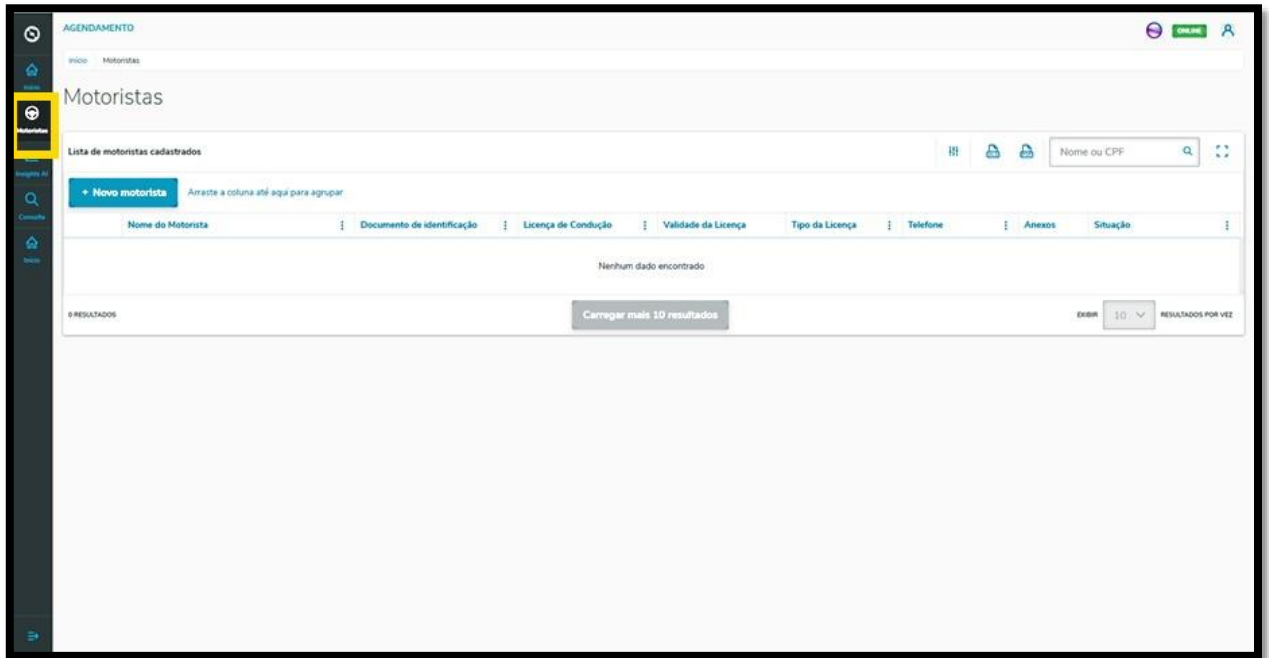 AGENDAMENTO
ONLINE
Início Motoristas
Início
Motoristas
Motoristas
Lista de motoristas cadastrados
Nome ou CPF
Insights AI
+ Novo motorista
Arraste a coluna até aqui para agrupar
Consulta
Nome do Motorista Documento de identificação Licença de Condução Validade da Licença Tipo da Licença Telefone Anexos Situação
Início
Nenhum dado encontrado
0 RESULTADOS
Carregar mais 10 resultados
EXIBIR 10 RESULTADOS POR VEZ